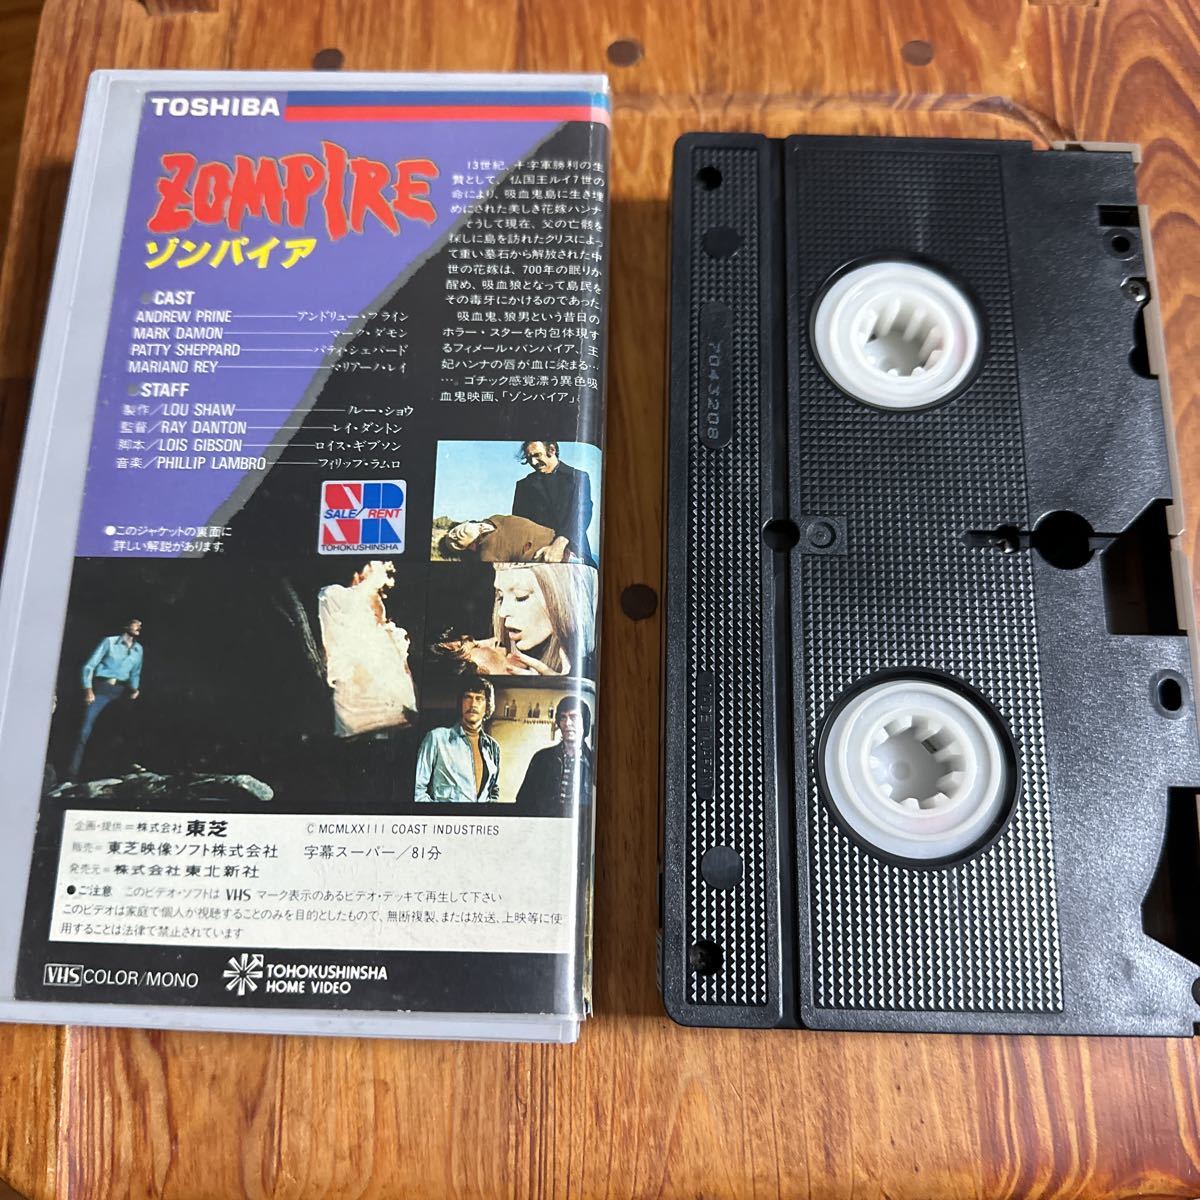 TOSHIBA
ZOMPIRE
ゾンパイア
13世紀、十字軍勝利の生
贄として、仏国王ルイ7世の
命により、吸血鬼島に生き埋
めにされた美しき花嫁ハンナ
そうして現在、父の亡骸を
探しに島を訪れたクリスによっ
て重い墓石から解放された中
世の花嫁は、700年の眠りか
醒め、吸血狼となって島民を
その毒牙にかけるのであった
吸血鬼、狼男という昔日の
ホラー・スターを内包体現す
るフィメール・バンパイア、王
妃ハンナの唇が血に染まる‥‥
‥。ゴチック感覚漂う異色吸
血鬼映画、「ゾンパイア」
●CAST
ANDREW PRINE アンドリュー・プライン
MARK DAMON マーク・ダモン
PATTY SHEPPARD パティ・シェパード
MARIANO REY マリアーノ・レイ
●STAFF
製作／LOU SHAW ルー・ショウ
監督／RAY DANTON レイ・ダントン
脚本／LOIS GIBSON ロイス・ギブソン
音楽／PHILLIP LAMBRO フィリップ・ラムロ
SALE/RENT
TOHOKUSHINSHA
●このジャケットの裏面に
詳しい解説があります。
企画・提供＝株式会社 東芝
© MCMLXXIII COAST INDUSTRIES
販売＝東芝映像ソフト株式会社
字幕スーパー／81分
発売元＝株式会社東北新社
●ご注意 このビデオ・ソフトは VHS マーク表示のあるビデオ・デッキで再生して下さい
このビデオは家庭で個人が視聴することのみを目的としたもので、無断複製、または放送、上映等に使
用することは法律で禁止されています
VHS COLOR/MONO
TOHOKUSHINSHA
HOME VIDEO
7043208